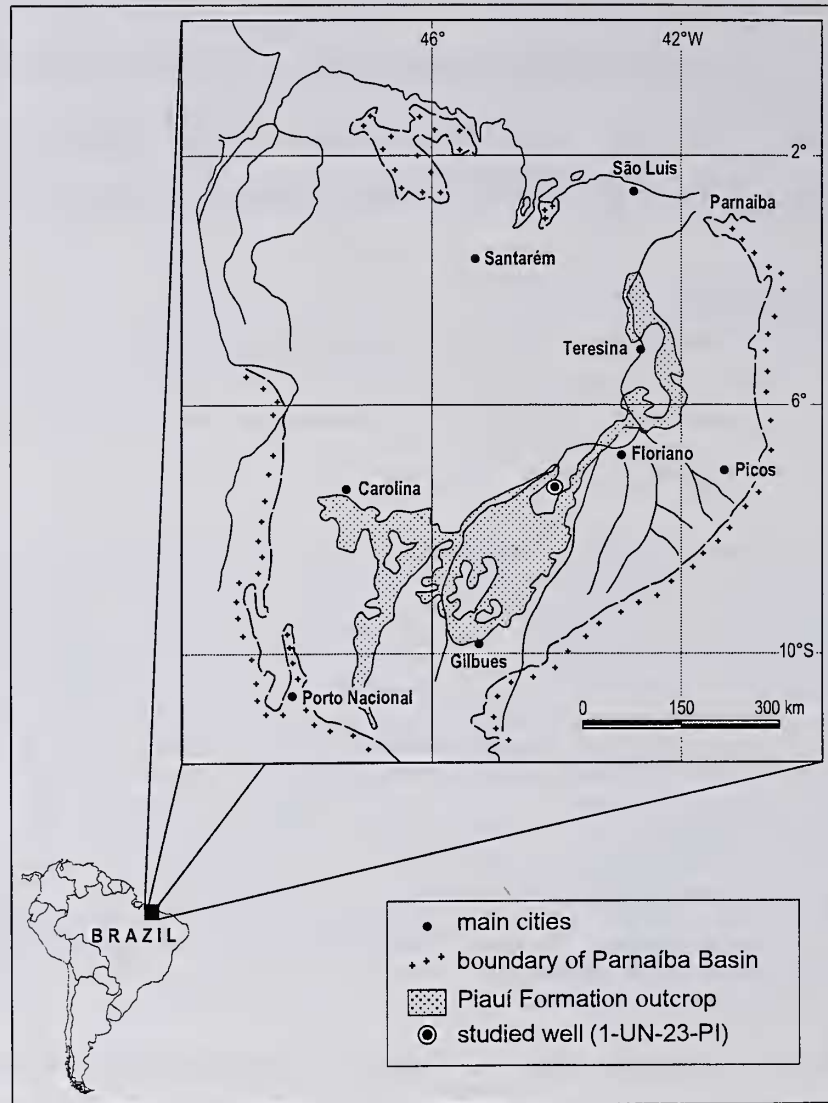 46°
42°W
2°
São Luis
Parnaiba
Santarém
Teresina
6°
Floriano
Picos
Carolina
Gilbues
10°S
Porto Nacional
0 150 300 km
BRAZIL
main cities
boundary of Parnaíba Basin
Piauí Formation outcrop
studied well (1-UN-23-PI)